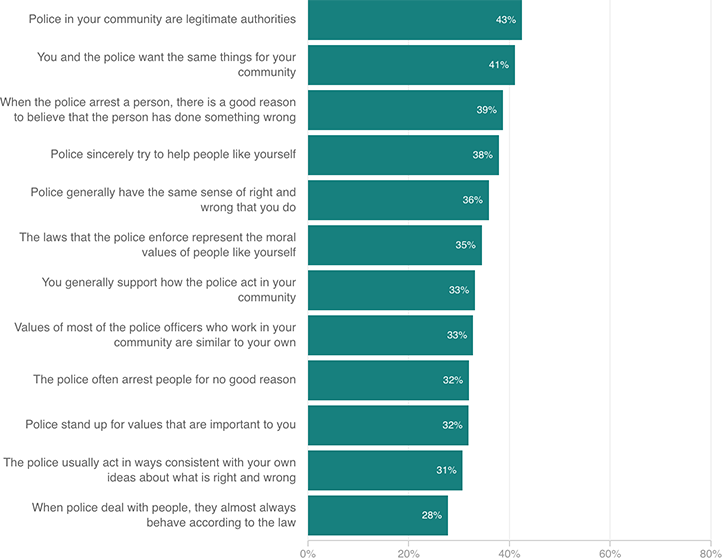 Police in your community are legitimate authorities
43%
You and the police want the same things for your
community
41%
When the police arrest a person, there is a good reason
to believe that the person has done something wrong
39%
Police sincerely try to help people like yourself
38%
Police generally have the same sense of right and
wrong that you do
36%
The laws that the police enforce represent the moral
values of people like yourself
35%
You generally support how the police act in your
community
33%
Values of most of the police officers who work in your
community are similar to your own
33%
The police often arrest people for no good reason
32%
Police stand up for values that are important to you
32%
The police usually act in ways consistent with your own
ideas about what is right and wrong
31%
When police deal with people, they almost always
behave according to the law
28%
0% 20% 40% 60% 80%